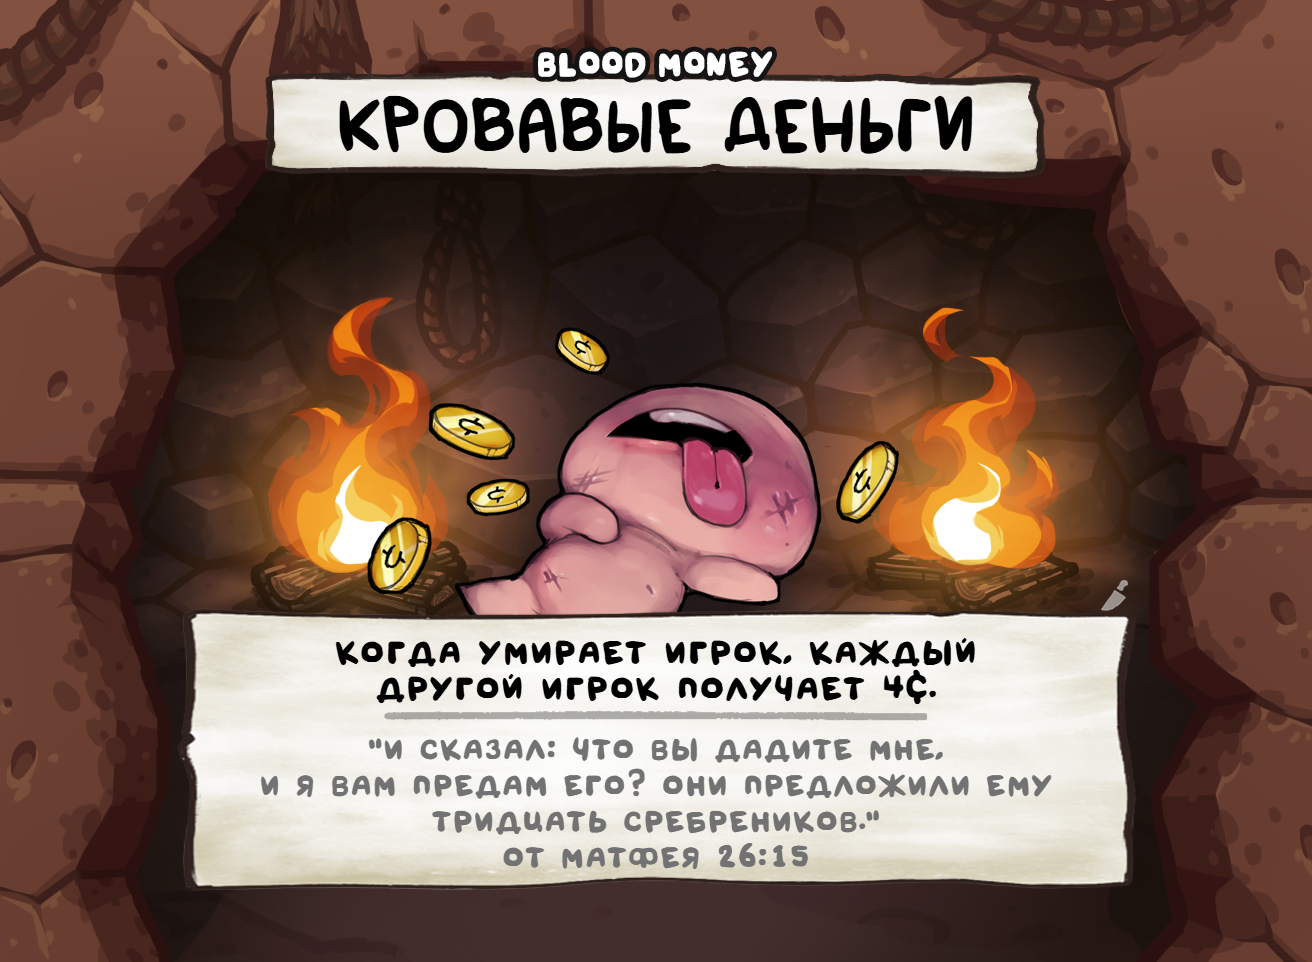 BLOOD MONEY
КРОВАВЫЕ ДЕНЬГИ
КОГДА УМИРАЕТ ИГРОК, КАЖДЫЙ
ДРУГОЙ ИГРОК ПОЛУЧАЕТ 4¢.
"И СКАЗАЛ: ЧТО ВЫ ДАДИТЕ МНЕ,
И Я ВАМ ПРЕДАМ ЕГО? ОНИ ПРЕДЛОЖИЛИ ЕМУ
ТРИДЦАТЬ СРЕБРЕНИКОВ."
ОТ МАТФЕЯ 26:15